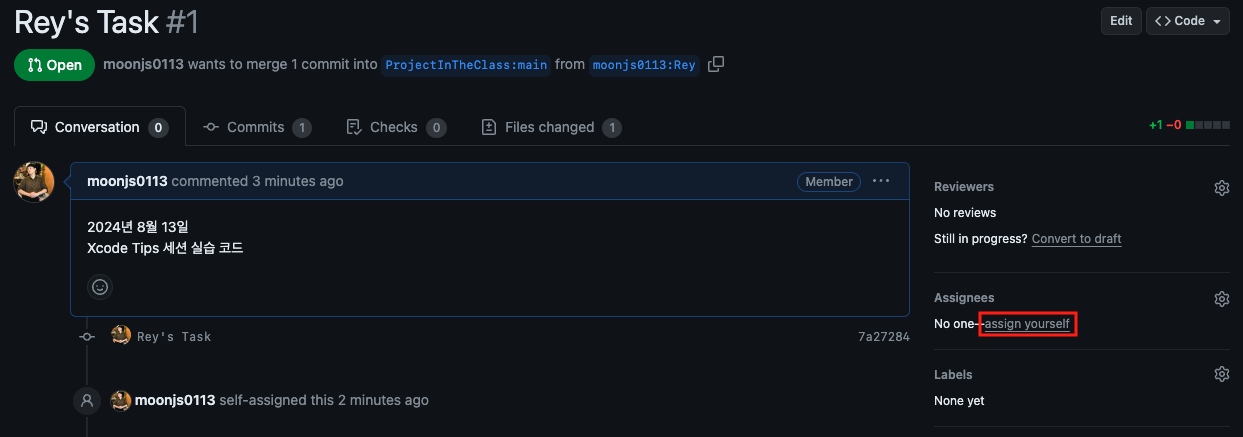 Rey's Task #1
Edit
<> Code
Open
moonjs0113 wants to merge 1 commit into ProjectInTheClass:main from moonjs0113:Rey
Conversation 0
Commits 1
Checks 0
Files changed 1
+1 −0
moonjs0113 commented 3 minutes ago
Member
2024년 8월 13일
Xcode Tips 세션 실습 코드
Rey's Task
7a27284
moonjs0113 self-assigned this 2 minutes ago
Reviewers
No reviews
Still in progress? Convert to draft
Assignees
No one—assign yourself
Labels
None yet